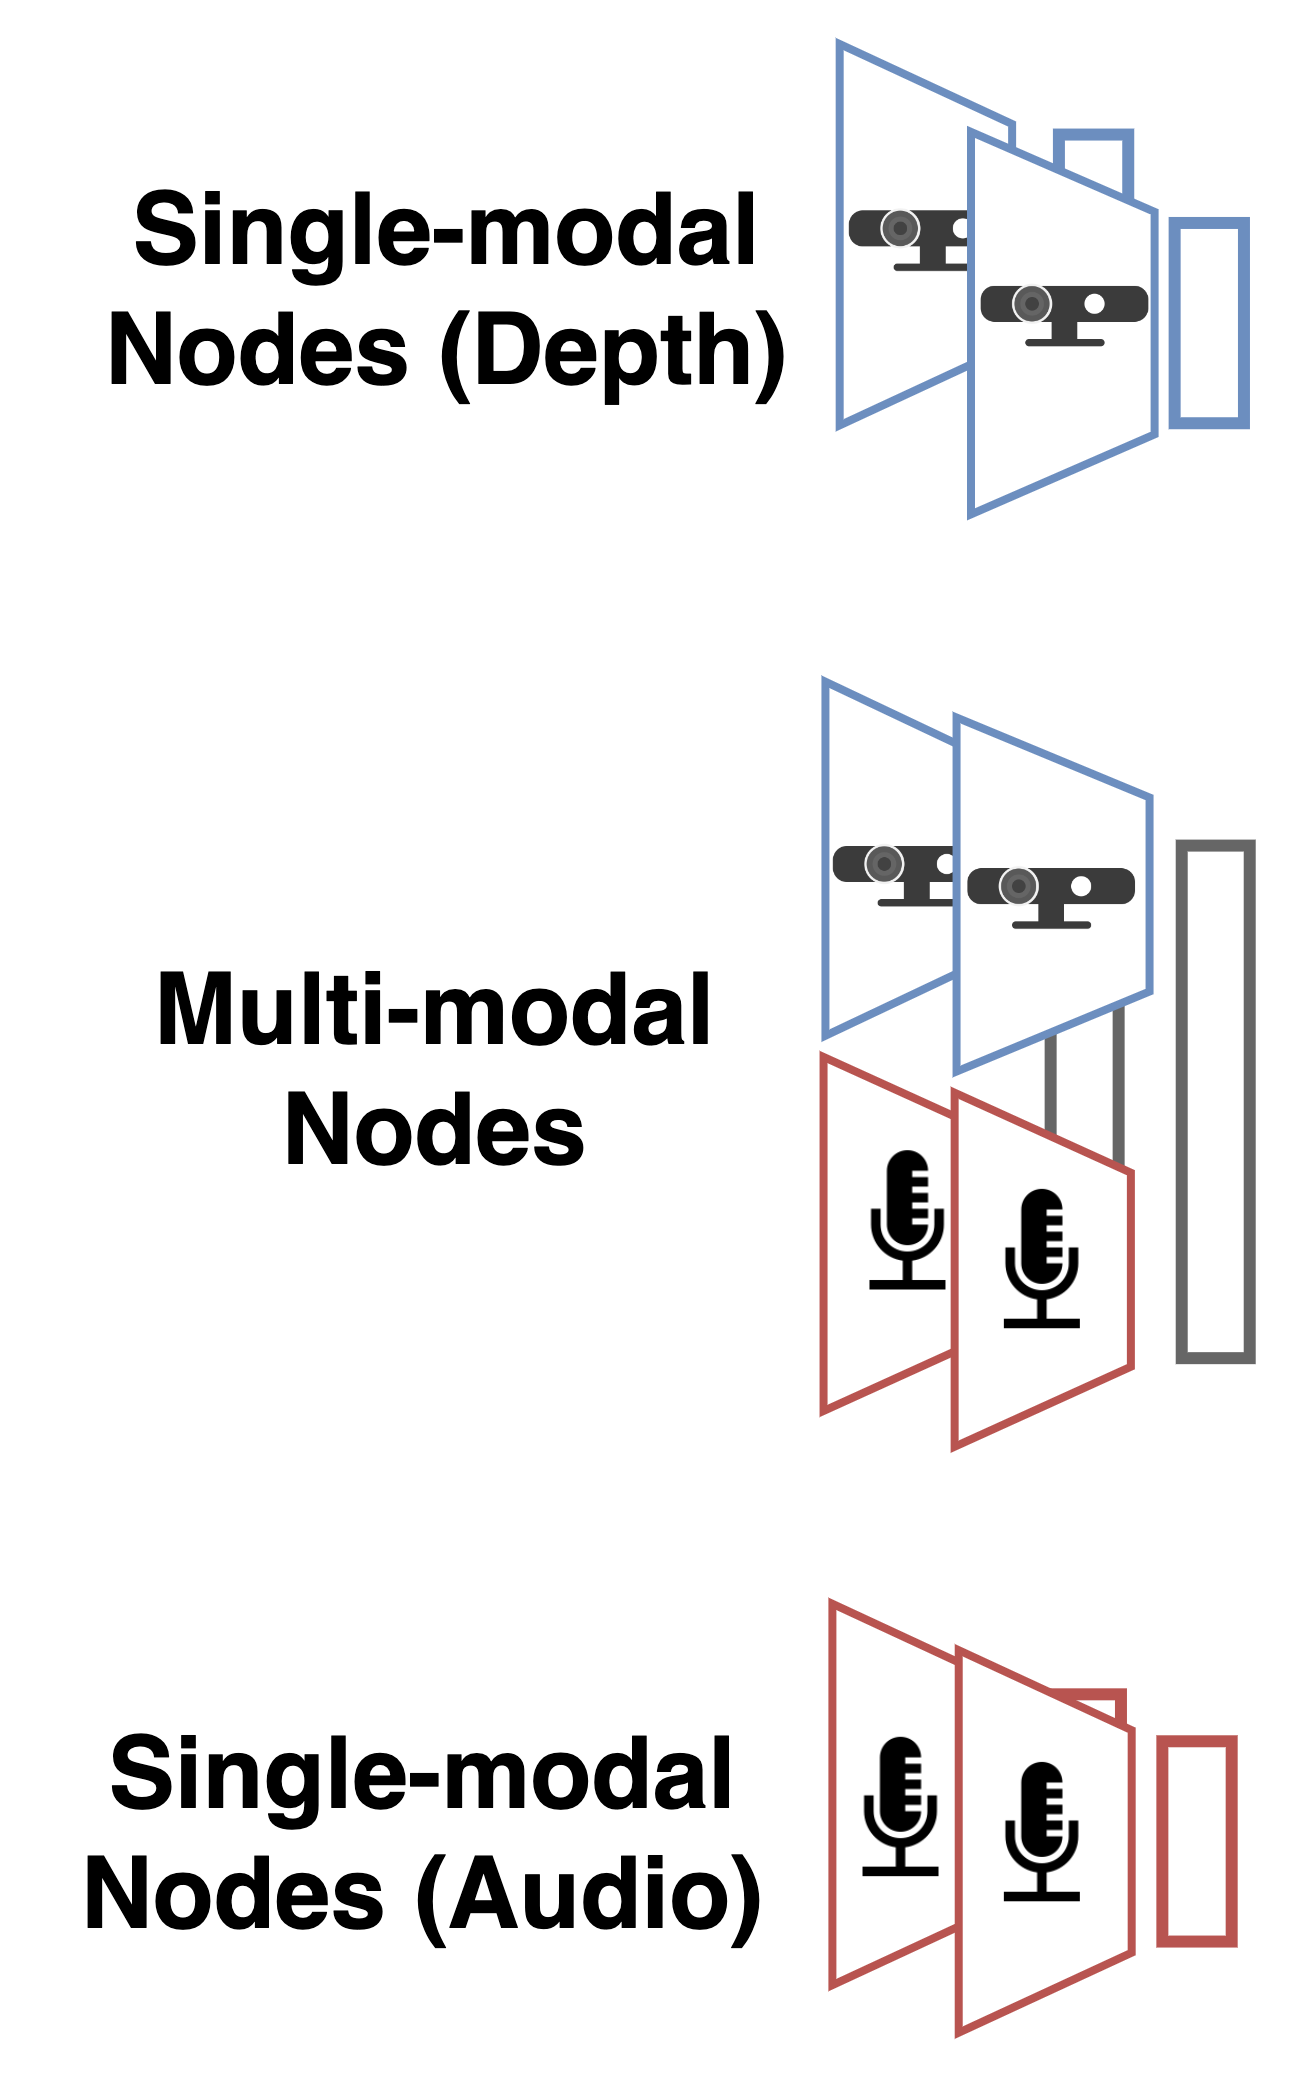 Single-modal
Nodes (Depth)
Multi-modal
Nodes
Single-modal
Nodes (Audio)